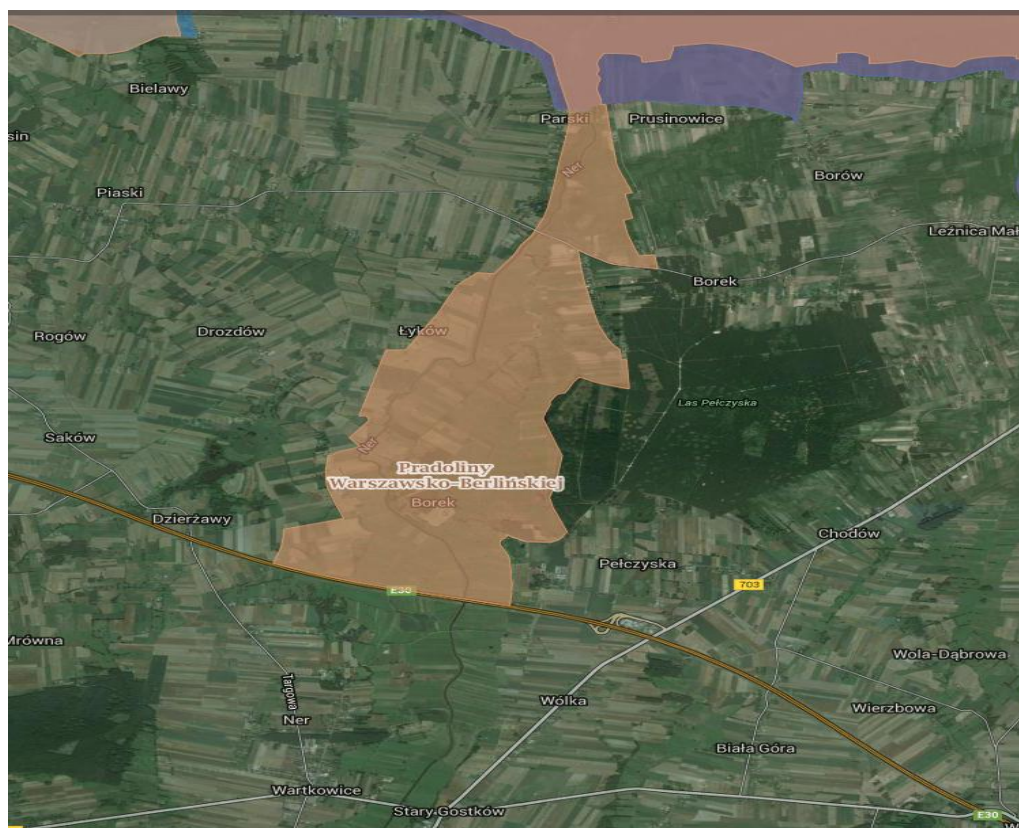 Bielawy
Parski
Prusinowice
sin
Ner
Borów
Piaski
Leźnica Mał
Borek
Rogów
Drozdów
Łyków
Las Pełczyska
Saków
Ner
Pradoliny
Warszawsko-Berlińskiej
Borek
Dzierżawy
Chodów
Pełczyska
703
E30
Mrówna
Wola-Dąbrowa
Targowa
Wólka
Wierzbowa
Ner
Biała Góra
Wartkowice
Stary Gostków
E30
W